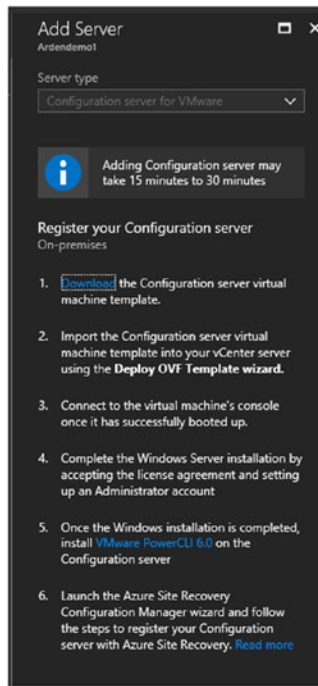 Add Server
Ardendemo1
Server type
Configuration server for VMware
Adding Configuration server may
take 15 minutes to 30 minutes
Register your Configuration server
On-premises
1. Download the Configuration server virtual
machine template.
2. Import the Configuration server virtual
machine template into your vCenter server
using the Deploy OVF Template wizard.
3. Connect to the virtual machine's console
once it has successfully booted up.
4. Complete the Windows Server installation by
accepting the license agreement and setting
up an Administrator account
5. Once the Windows installation is completed,
install VMware PowerCLI 6.0 on the
Configuration server
6. Launch the Azure Site Recovery
Configuration Manager wizard and follow
the steps to register your Configuration
server with Azure Site Recovery. Read more